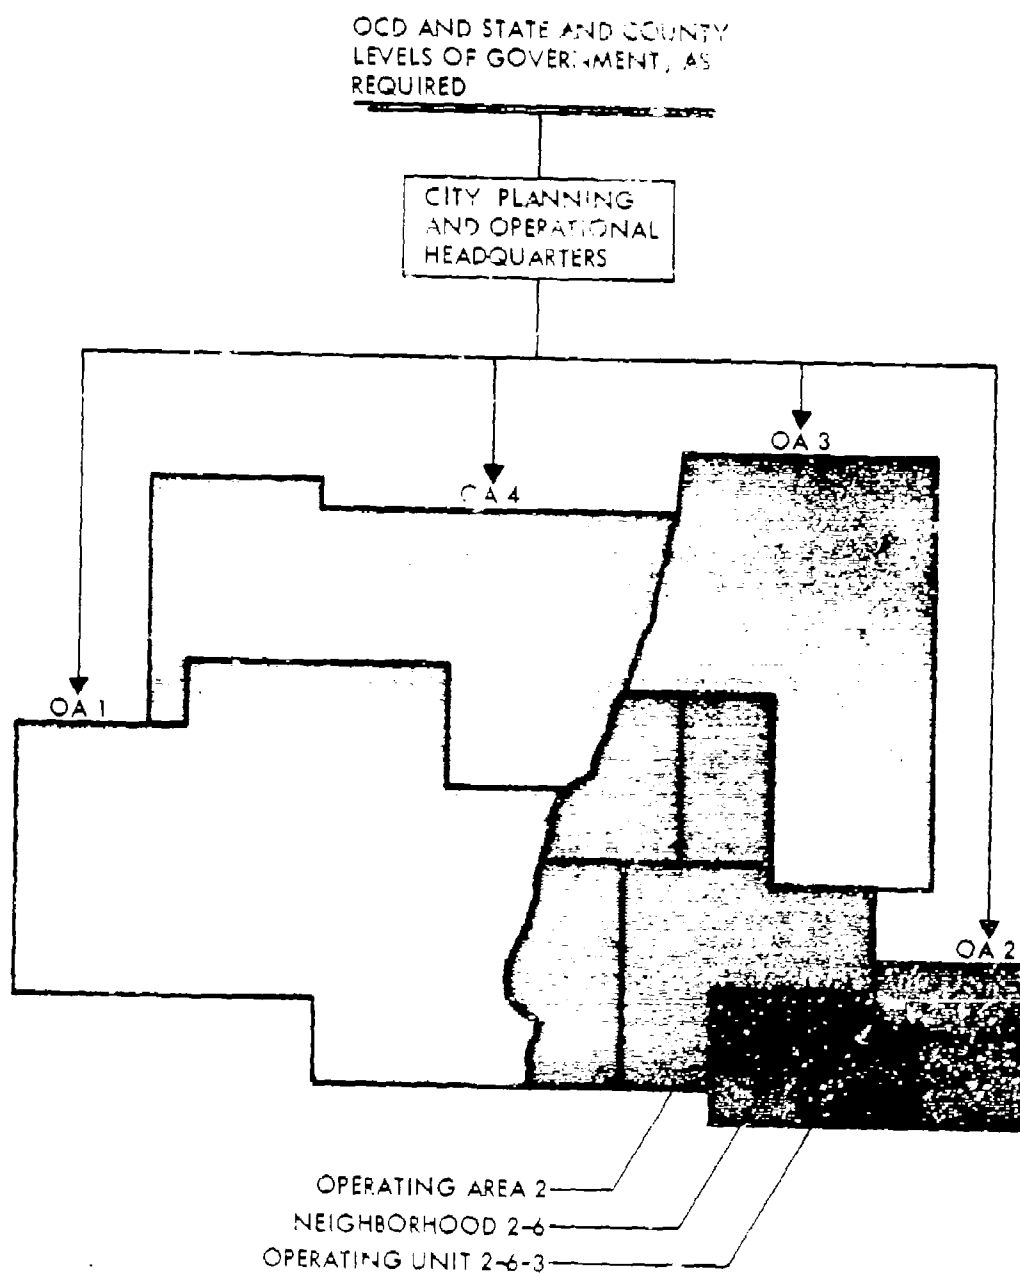 OCD AND STATE AND COUNTY
LEVELS OF GOVERNMENT, AS
REQUIRED
CITY PLANNING
AND OPERATIONAL
HEADQUARTERS
OA 3
OA 4
OA 1
OA 2
OPERATING AREA 2
NEIGHBORHOOD 2-6
OPERATING UNIT 2-6-3